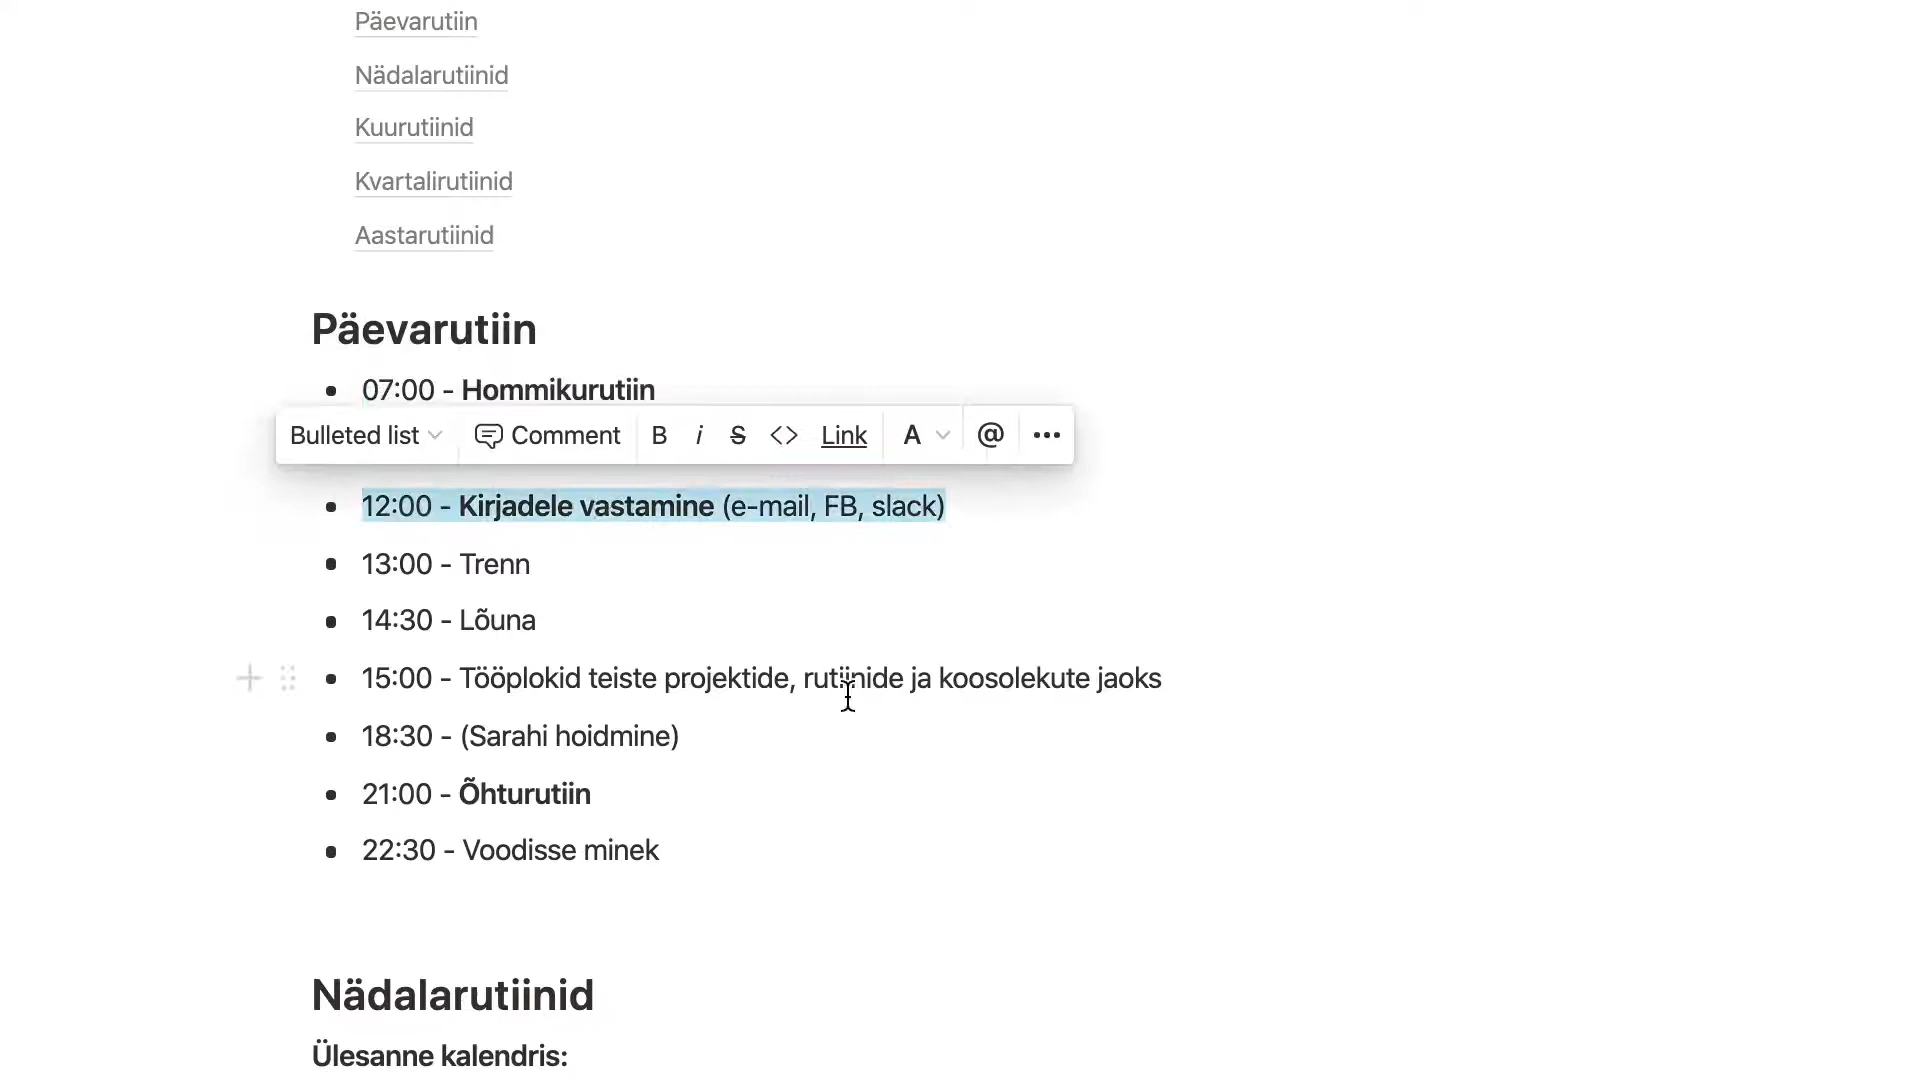 Päevarutiin
Nädalarutiinid
Kuurutiinid
Kvartalirutiinid
Aastarutiinid
Päevarutiin
• 07:00 - Hommikurutiin
Bulleted list Comment B i S <> Link A @ •••
• 12:00 - Kirjadele vastamine (e-mail, FB, slack)
• 13:00 - Trenn
• 14:30 - Lõuna
• 15:00 - Tööplokid teiste projektide, rutiinide ja koosolekute jaoks
• 18:30 - (Sarahi hoidmine)
• 21:00 - Õhturutiin
• 22:30 - Voodisse minek
Nädalarutiinid
Ülesanne kalendris: